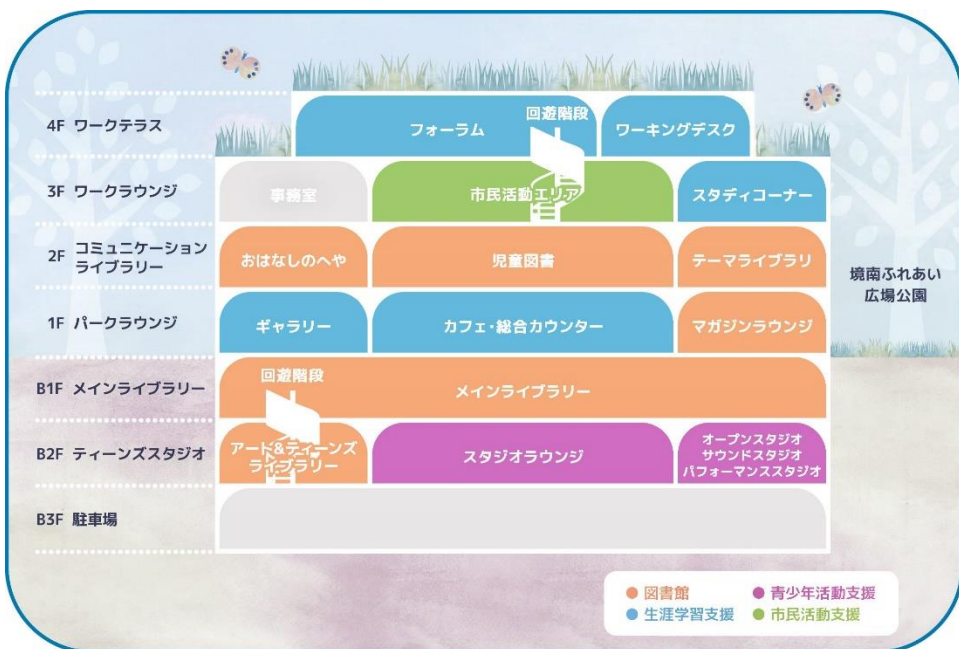 4F ワークテラス
フォーラム
回遊階段
ワーキングデスク
3F ワークラウンジ
事務室
市民活動エリア
スタディコーナー
2F コミュニケーション
ライブラリー
おはなしのへや
児童図書
テーマライブラリ
境南ふれあい
広場公園
1F パークラウンジ
ギャラリー
カフェ・総合カウンター
マガジンラウンジ
B1F メインライブラリー
回遊階段
メインライブラリー
B2F ティーンズスタジオ
アート&ティーンズ
ライブラリー
スタジオラウンジ
オープンスタジオ
サウンドスタジオ
パフォーマンススタジオ
B3F 駐車場
図書館
青少年活動支援
生涯学習支援
市民活動支援